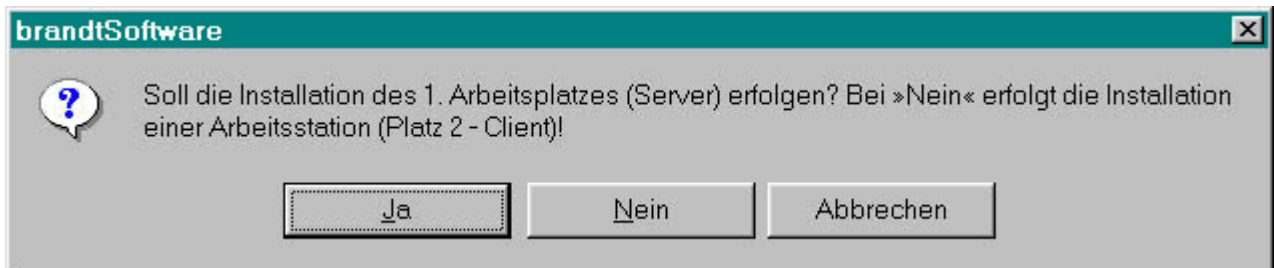 brandtSoftware
Soll die Installation des 1. Arbeitsplatzes (Server) erfolgen? Bei »Nein« erfolgt die Installation
einer Arbeitsstation (Platz 2 - Client)!
Ja Nein Abbrechen